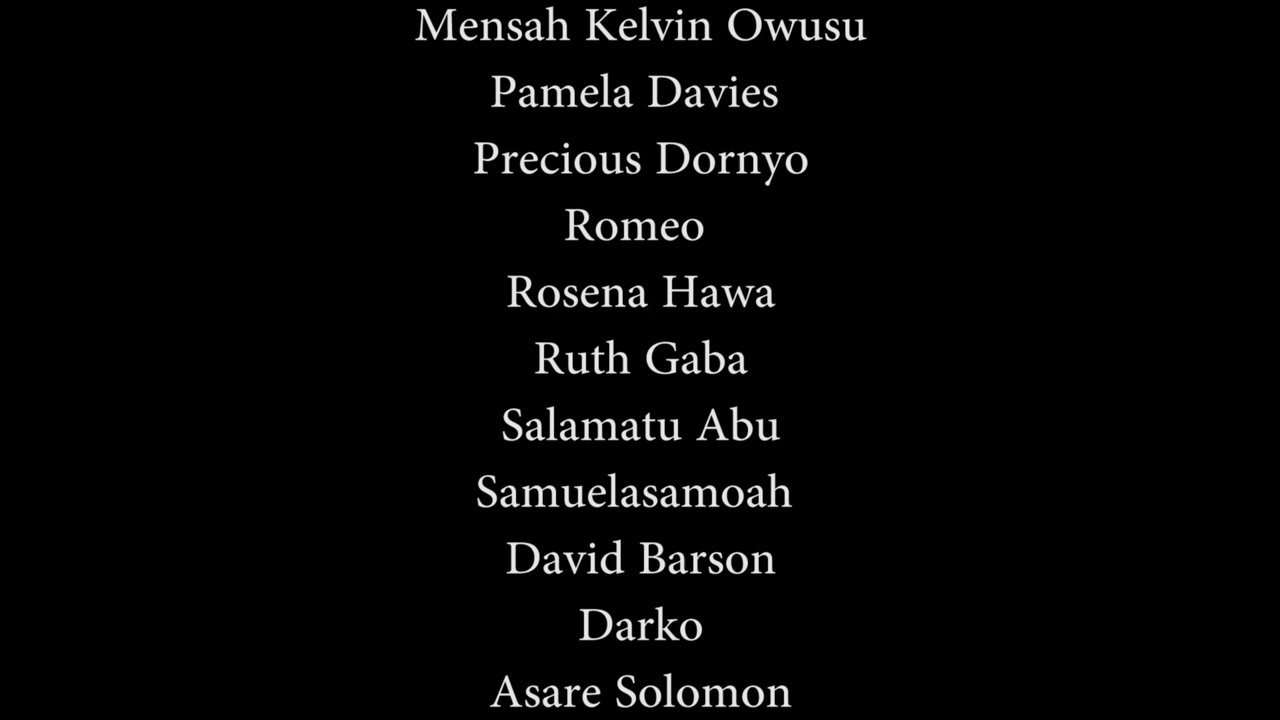 Mensah Kelvin Owusu
Pamela Davies
Precious Dornyo
Romeo
Rosena Hawa
Ruth Gaba
Salamatu Abu
Samuelasamoah
David Barson
Darko
Asare Solomon